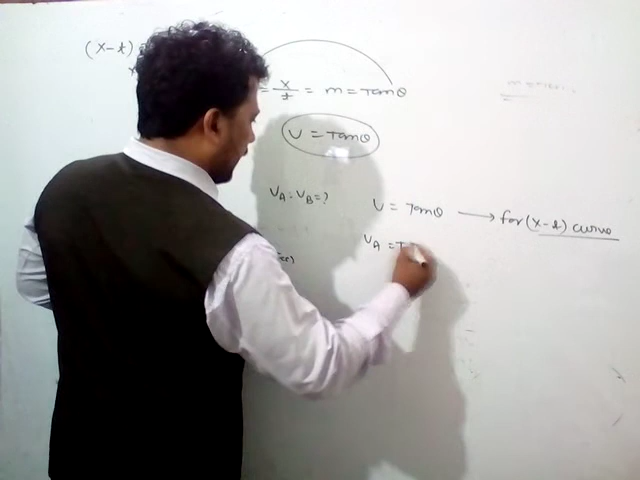 (x-t)
x
= x/t = m = Tanθ
V = Tanθ
VA = VB = ?
V = Tanθ → for (x-t) curve
VA = T